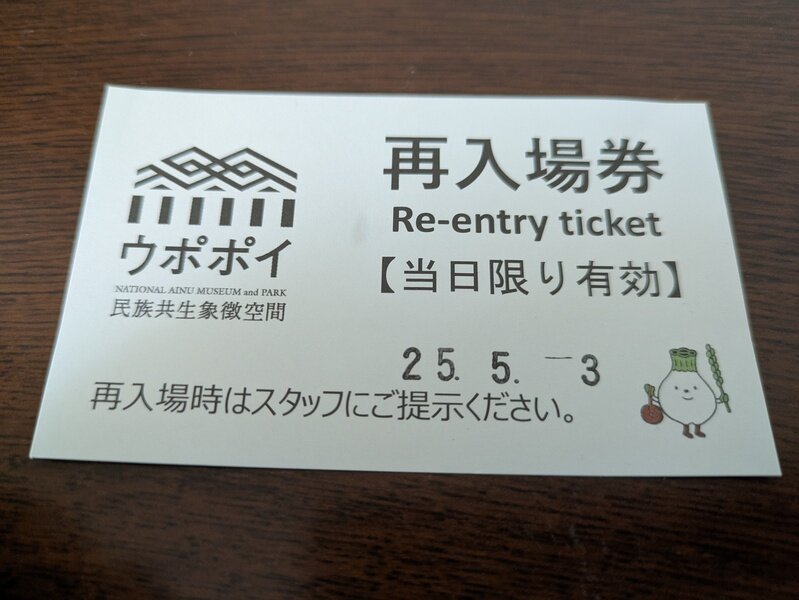 ウポポイ
NATIONAL AINU MUSEUM and PARK
民族共生象徴空間
再入場券
Re-entry ticket
【当日限り有効】
25. 5. ー3
再入場時はスタッフにご提示ください。